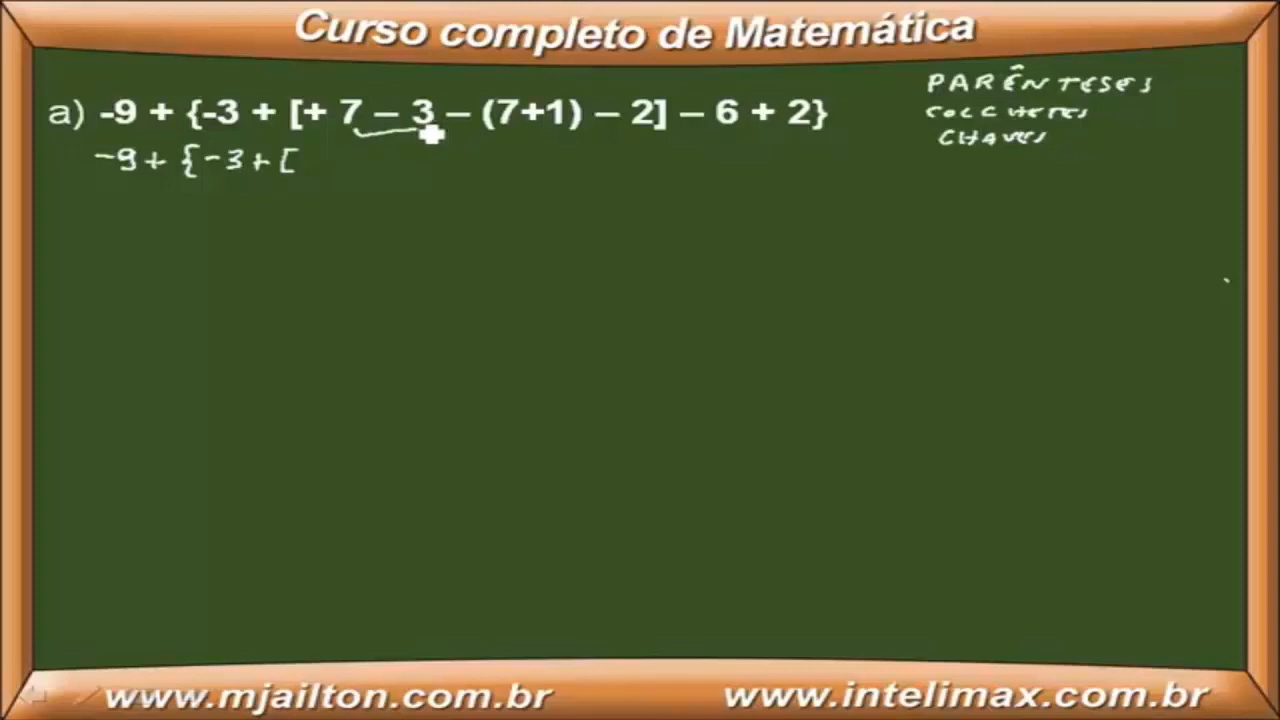 Curso completo de Matemática
a) -9 + {-3 + [+ 7 – 3 – (7+1) – 2] – 6 + 2}
-9 + {-3 + [
PARÊNTESES
COLCHETES
CHAVES
www.mjailton.com.br
www.intelimax.com.br